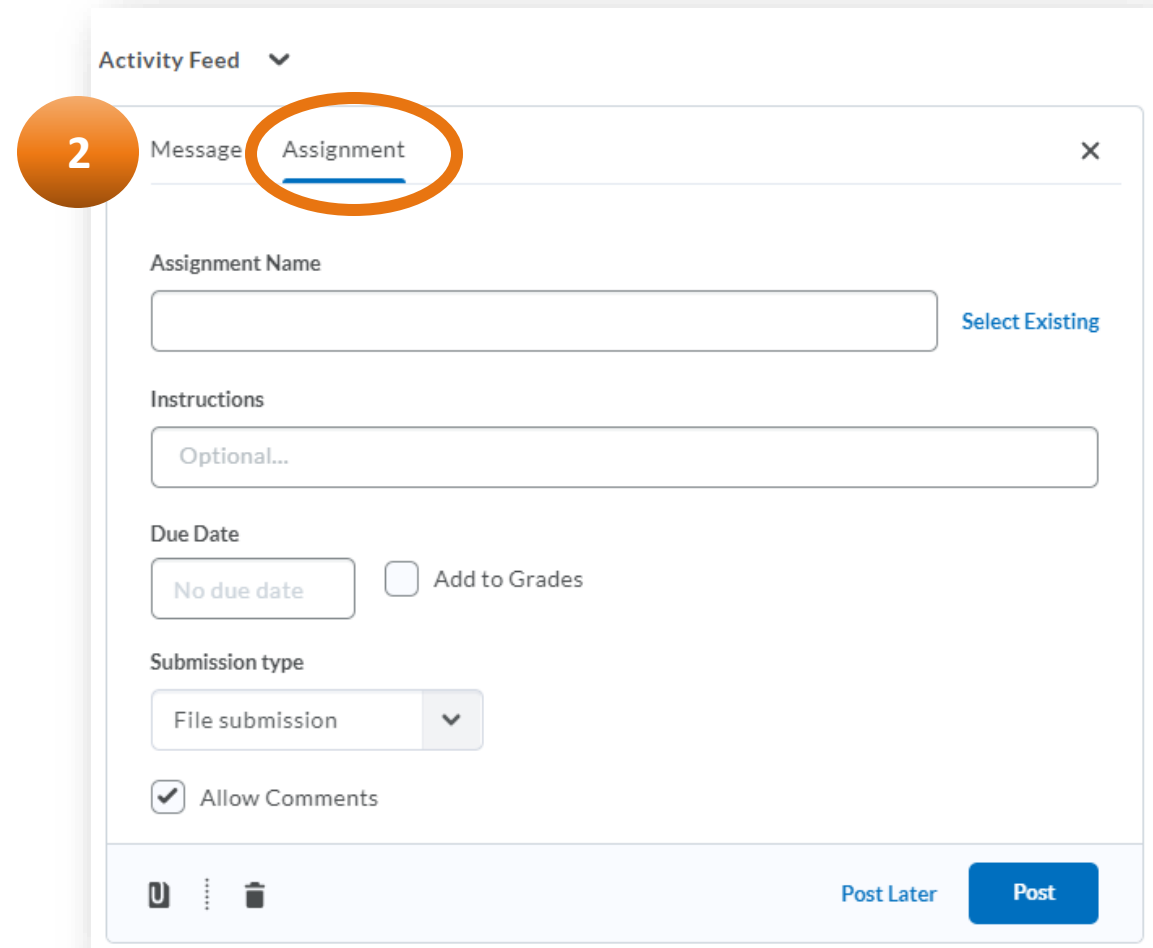 Activity Feed
2
Message Assignment
Assignment Name
Select Existing
Instructions
Optional...
Due Date
No due date Add to Grades
Submission type
File submission
Allow Comments
Post Later Post